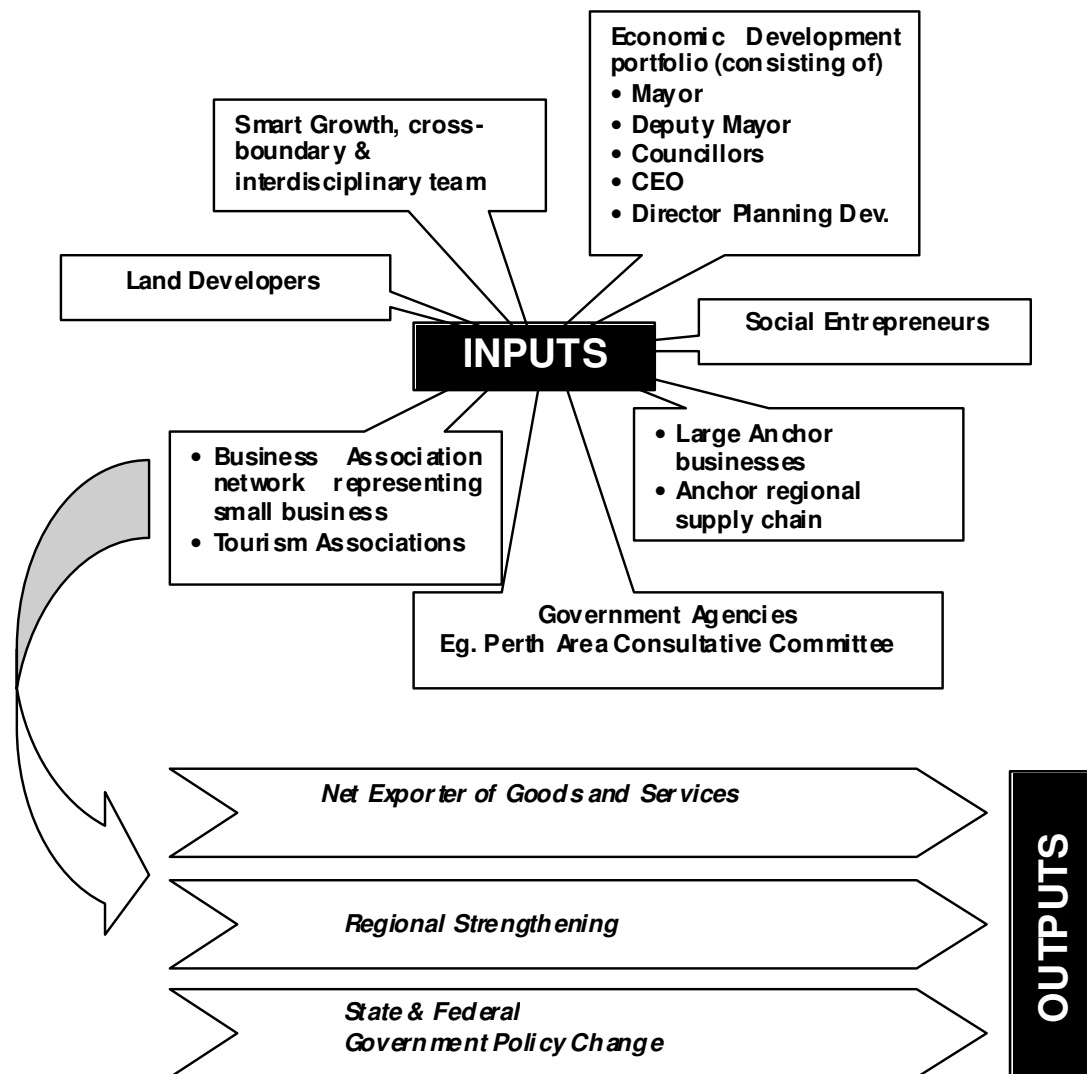 Economic Development
portfolio (consisting of)
• Mayor
• Deputy Mayor
• Councillors
• CEO
• Director Planning Dev.
Smart Growth, cross-
boundary &
interdisciplinary team
Land Developers
INPUTS
Social Entrepreneurs
• Business Association
network representing
small business
• Tourism Associations
• Large Anchor
businesses
• Anchor regional
supply chain
Government Agencies
Eg. Perth Area Consultative Committee
Net Exporter of Goods and Services
Regional Strengthening
State & Federal
Government Policy Change
OUTPUTS